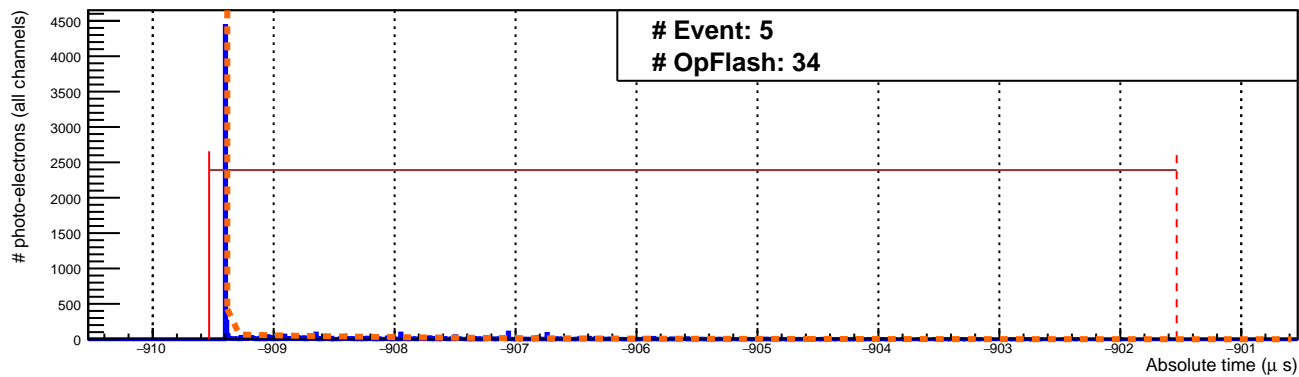 # Event: 5
# OpFlash: 34
# photo-electrons (all channels)
4500
4000
3500
3000
2500
2000
1500
1000
500
0
−910 −909 −908 −907 −906 −905 −904 −903 −902 −901
Absolute time (μ s)